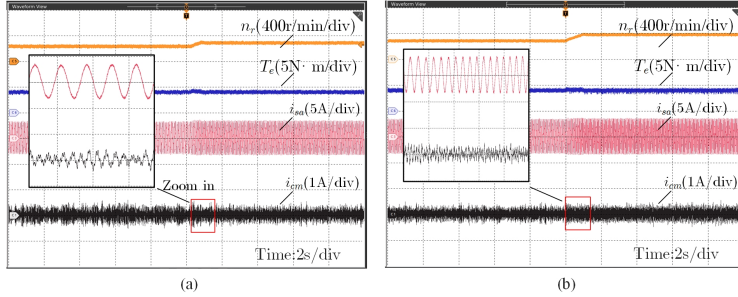 Waveform View
n_r(400r/min/div)
T_e(5N· m/div)
i_sa(5A/div)
Zoom in
i_cm(1A/div)
Time:2s/div
(a)
Waveform View
n_r(400r/min/div)
T_e(5N· m/div)
i_sa(5A/div)
i_cm(1A/div)
Time:2s/div
(b)